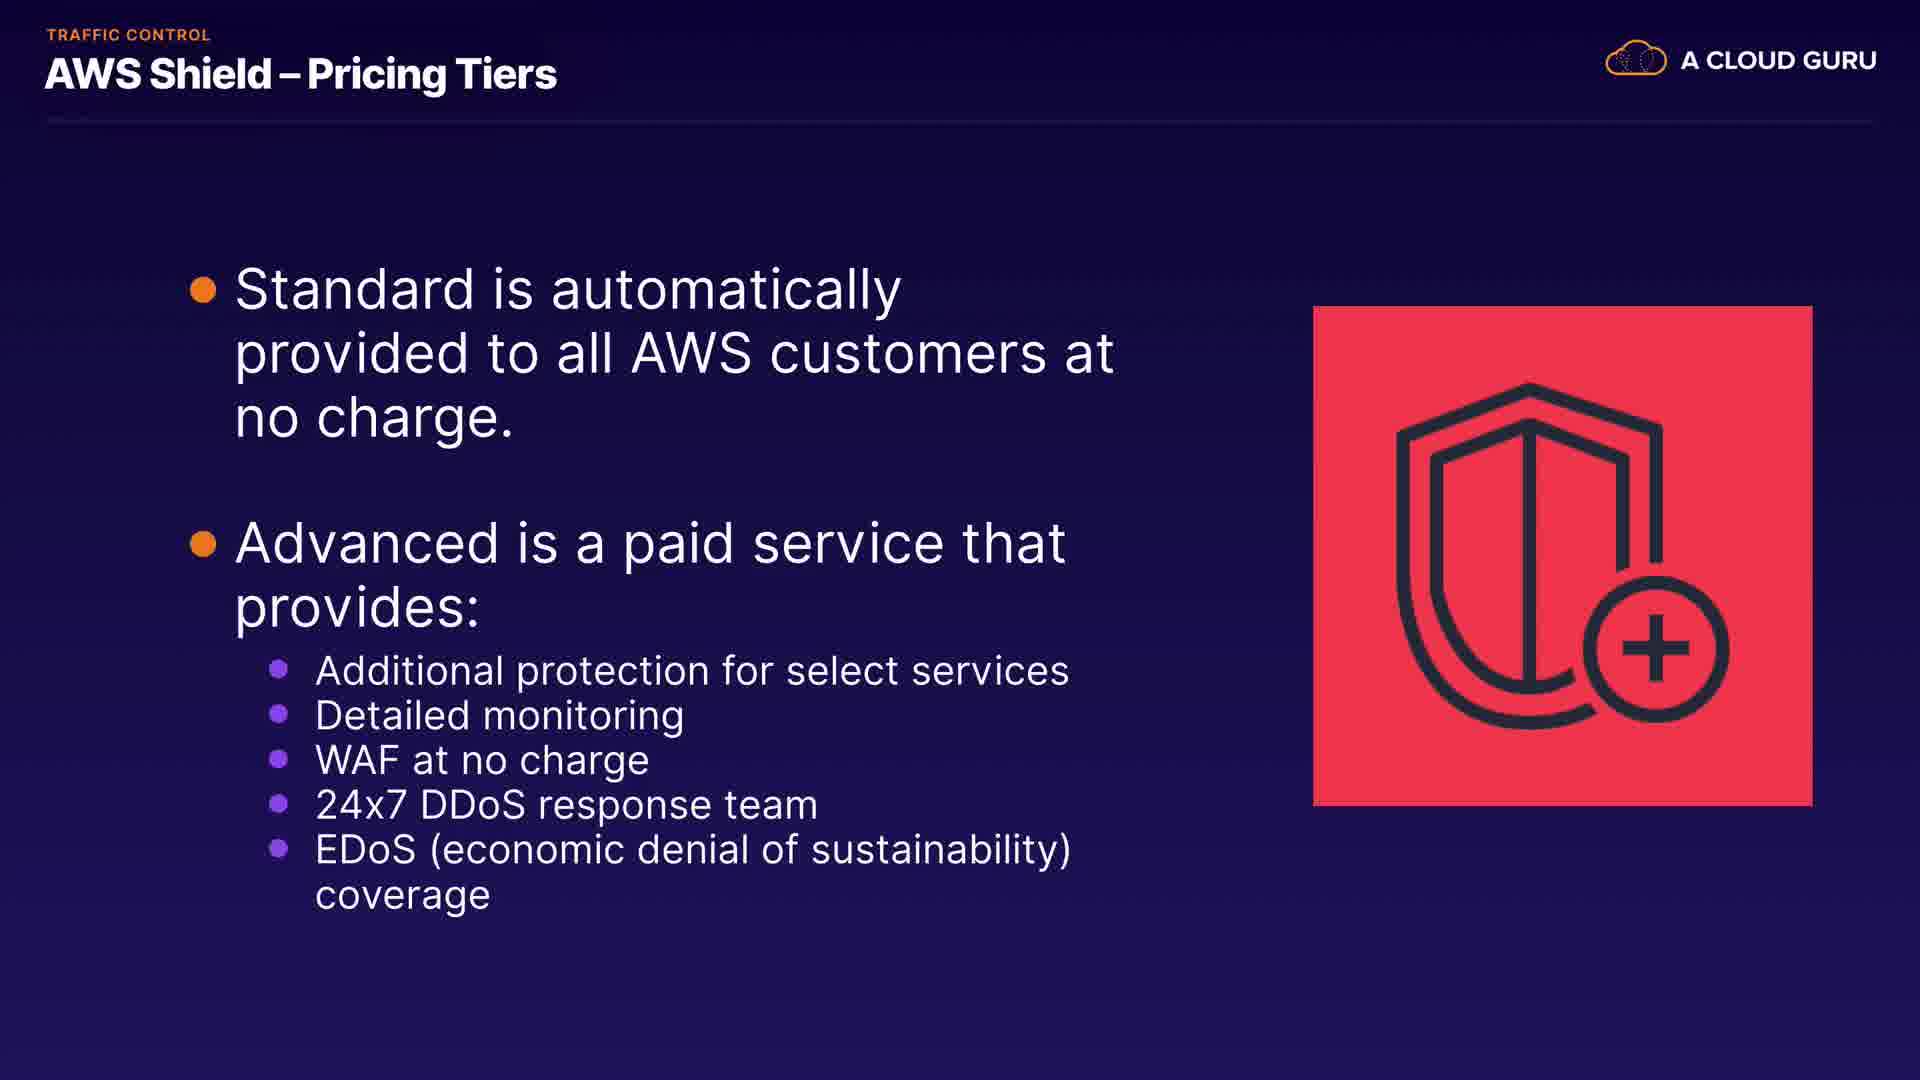 TRAFFIC CONTROL
AWS Shield – Pricing Tiers
A CLOUD GURU
Standard is automatically
provided to all AWS customers at
no charge.
Advanced is a paid service that
provides:
Additional protection for select services
Detailed monitoring
WAF at no charge
24x7 DDoS response team
EDoS (economic denial of sustainability)
coverage